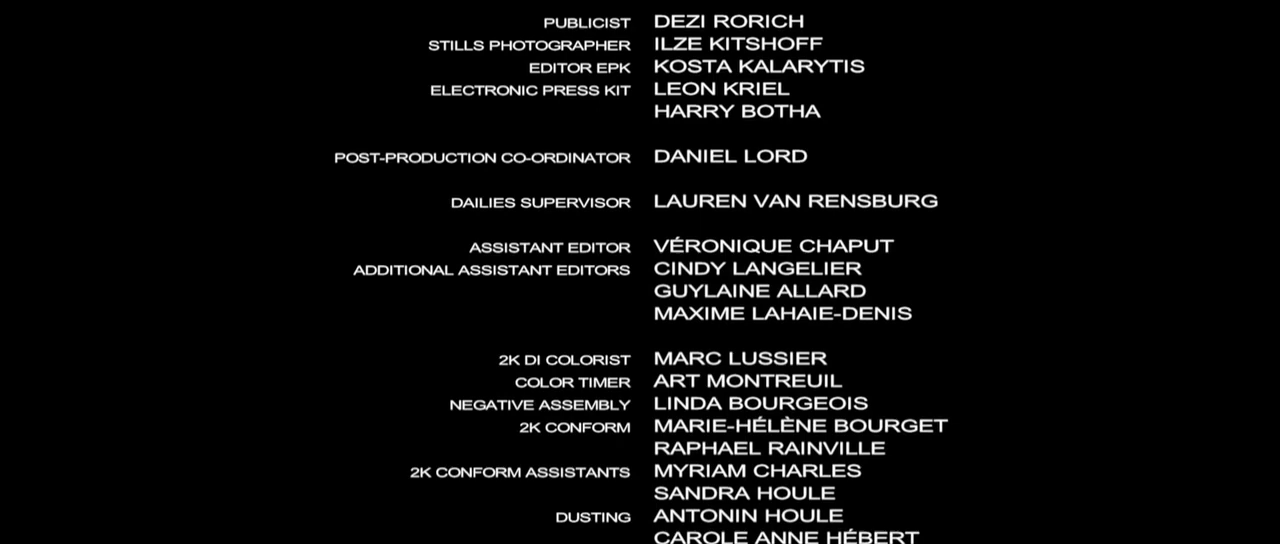 PUBLICIST DEZI RORICH
STILLS PHOTOGRAPHER ILZE KITSHOFF
EDITOR EPK KOSTA KALARYTIS
ELECTRONIC PRESS KIT LEON KRIEL
HARRY BOTHA
POST-PRODUCTION CO-ORDINATOR DANIEL LORD
DAILIES SUPERVISOR LAUREN VAN RENSBURG
ASSISTANT EDITOR VÉRONIQUE CHAPUT
ADDITIONAL ASSISTANT EDITORS CINDY LANGELIER
GUYLAINE ALLARD
MAXIME LAHAIE-DENIS
2K DI COLORIST MARC LUSSIER
COLOR TIMER ART MONTREUIL
NEGATIVE ASSEMBLY LINDA BOURGEOIS
2K CONFORM MARIE-HÉLÈNE BOURGET
RAPHAEL RAINVILLE
2K CONFORM ASSISTANTS MYRIAM CHARLES
SANDRA HOULE
DUSTING ANTONIN HOULE
CAROLE ANNE HÉBERT